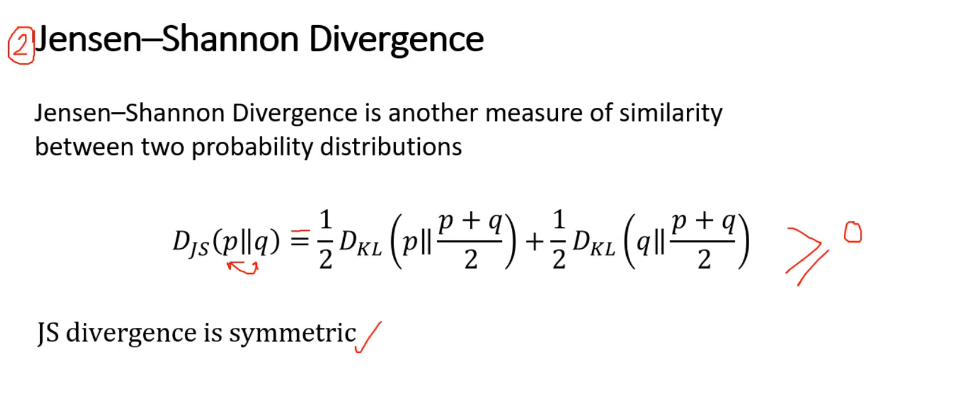 ② Jensen–Shannon Divergence
Jensen–Shannon Divergence is another measure of similarity
between two probability distributions
D_{JS}(p‖q) = \frac{1}{2} D_{KL} \left( p‖\frac{p + q}{2} \right) + \frac{1}{2} D_{KL} \left( q‖\frac{p + q}{2} \right) ⩾ 0
JS divergence is symmetric ✓